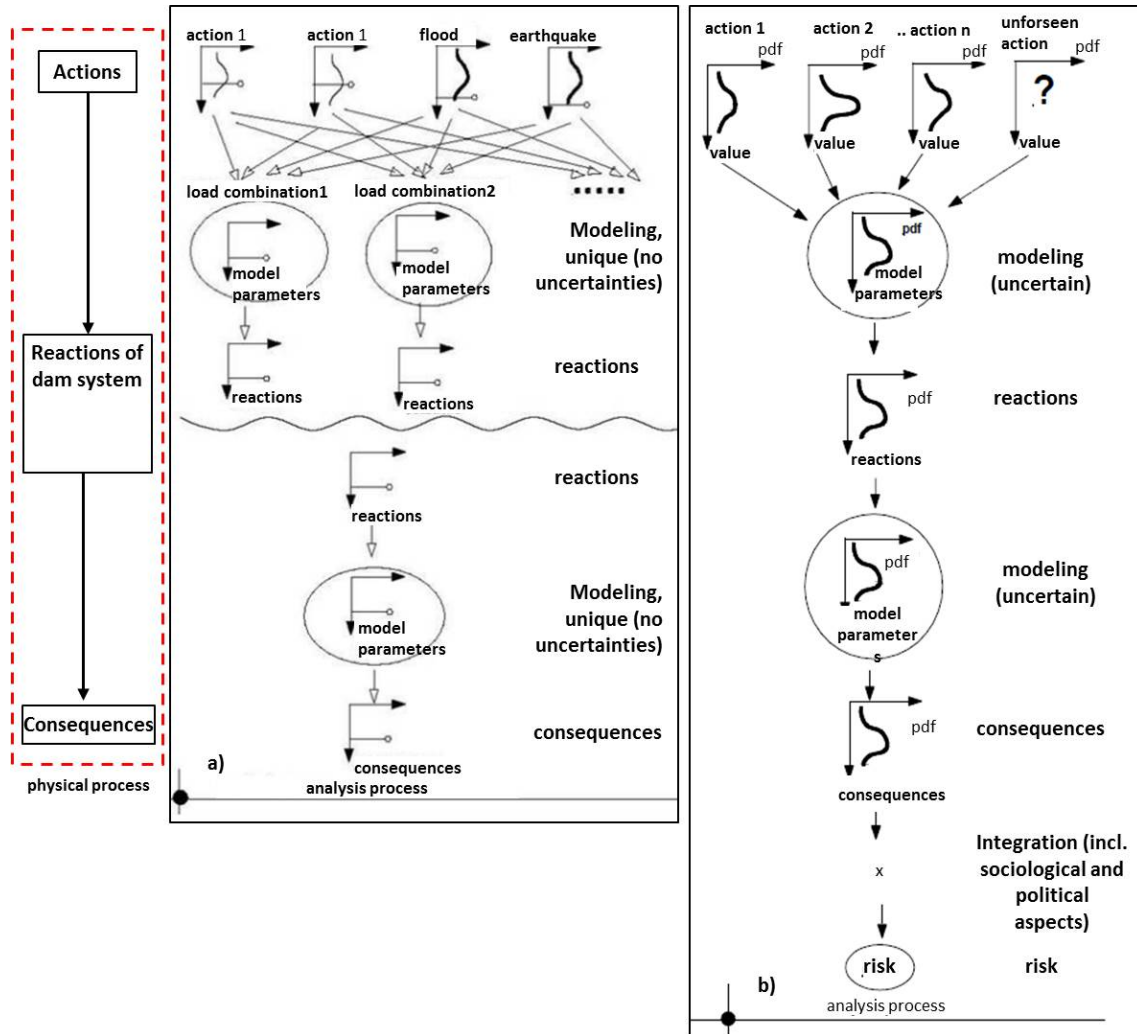 Actions
Reactions of
dam system
Consequences
physical process
action 1
action 1
flood
earthquake
load combination1
load combination2
.....
Modeling,
unique (no
uncertainties)
model
parameters
model
parameters
reactions
reactions
reactions
reactions
reactions
Modeling,
unique (no
uncertainties)
model
parameters
consequences
consequences
a)
analysis process
action 1
action 2
.. action n
unforseen
action
pdf
pdf
pdf
pdf
?
value
value
value
value
pdf
model
parameters
modeling
(uncertain)
pdf
reactions
reactions
pdf
model
parameter
s
modeling
(uncertain)
pdf
consequences
consequences
x
Integration (incl.
sociological and
political
aspects)
risk
risk
b)
analysis process